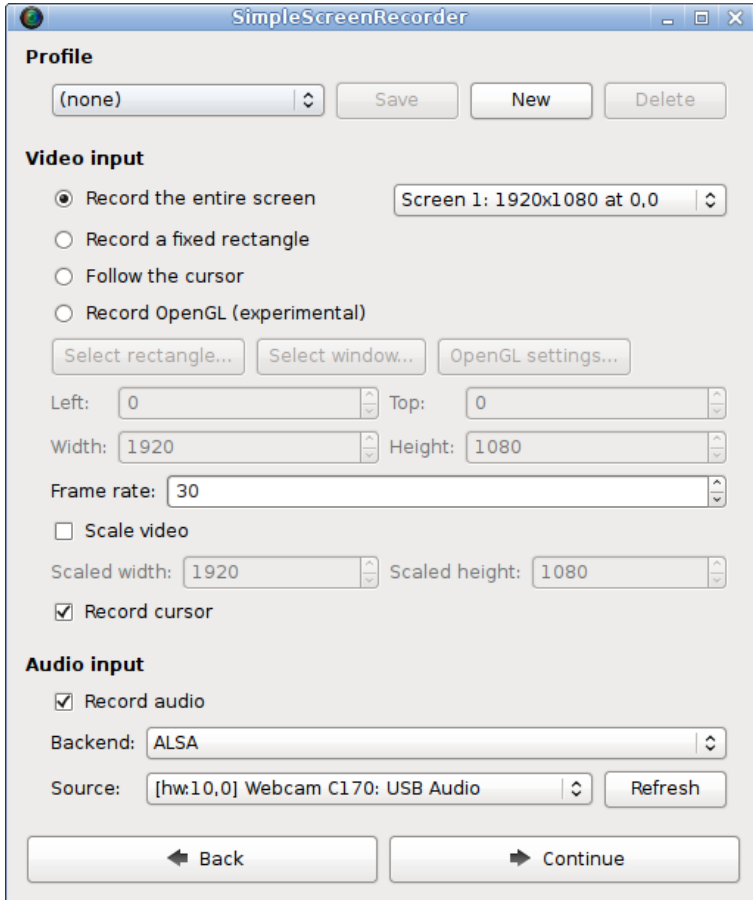 SimpleScreenRecorder
Profile
(none) Save New Delete
Video input
Record the entire screen Screen 1: 1920x1080 at 0,0
Record a fixed rectangle
Follow the cursor
Record OpenGL (experimental)
Select rectangle... Select window... OpenGL settings...
Left: 0 Top: 0
Width: 1920 Height: 1080
Frame rate: 30
Scale video
Scaled width: 1920 Scaled height: 1080
Record cursor
Audio input
Record audio
Backend: ALSA
Source: [hw:10,0] Webcam C170: USB Audio Refresh
Back Continue